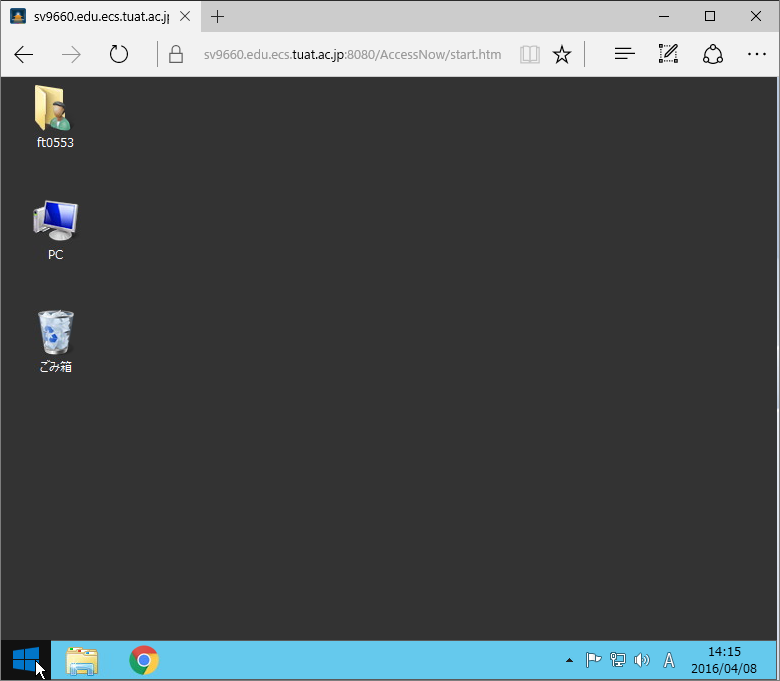 sv9660.edu.ecs.tuat.ac.j
sv9660.edu.ecs.tuat.ac.jp:8080/AccessNow/start.htm
ft0553
PC
ごみ箱
A
14:15
2016/04/08